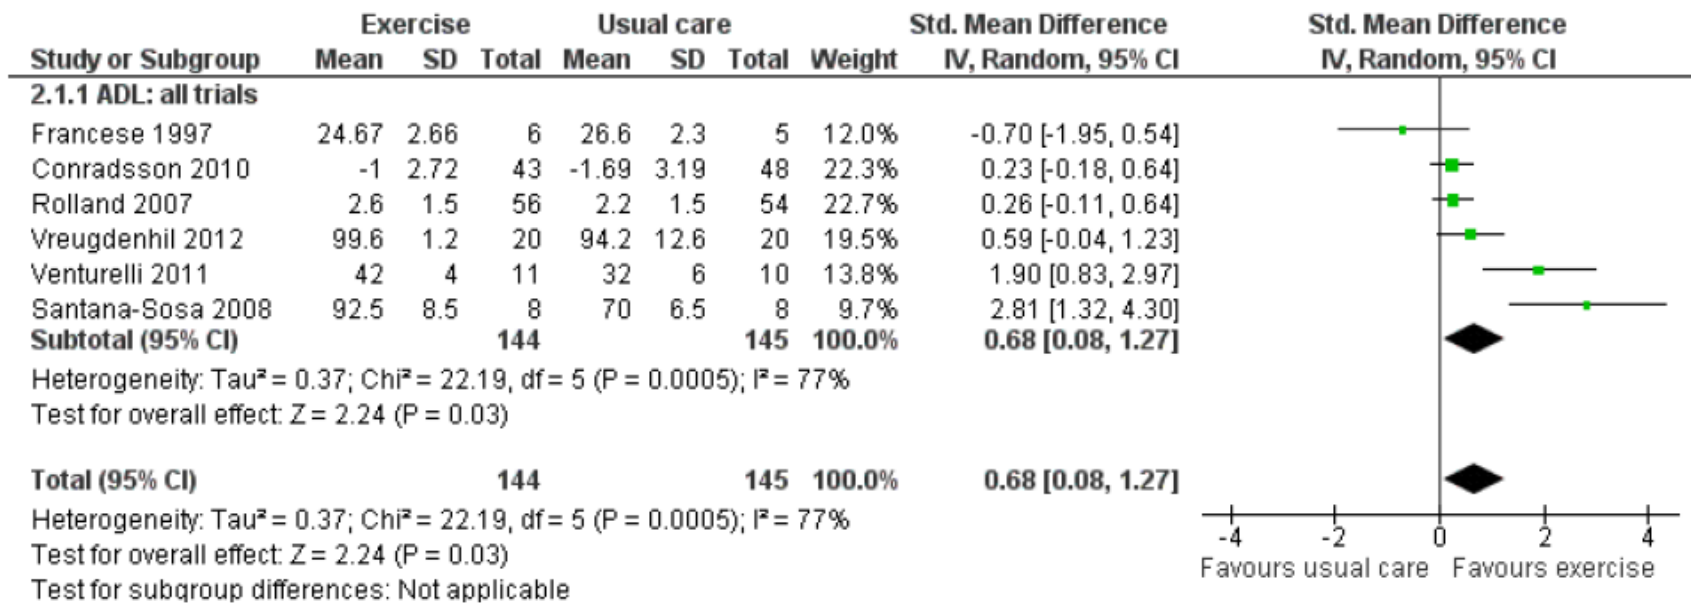 Exercise Usual care Std. Mean Difference Std. Mean Difference
Study or Subgroup Mean SD Total Mean SD Total Weight IV, Random, 95% CI IV, Random, 95% CI
2.1.1 ADL: all trials
Francese 1997 24.67 2.66 6 26.6 2.3 5 12.0% -0.70 [-1.95, 0.54]
Conradsson 2010 -1 2.72 43 -1.69 3.19 48 22.3% 0.23 [-0.18, 0.64]
Rolland 2007 2.6 1.5 56 2.2 1.5 54 22.7% 0.26 [-0.11, 0.64]
Vreugdenhil 2012 99.6 1.2 20 94.2 12.6 20 19.5% 0.59 [-0.04, 1.23]
Venturelli 2011 42 4 11 32 6 10 13.8% 1.90 [0.83, 2.97]
Santana-Sosa 2008 92.5 8.5 8 70 6.5 8 9.7% 2.81 [1.32, 4.30]
Subtotal (95% CI) 144 145 100.0% 0.68 [0.08, 1.27]
Heterogeneity: Tau² = 0.37; Chi² = 22.19, df = 5 (P = 0.0005); I² = 77%
Test for overall effect: Z = 2.24 (P = 0.03)
Total (95% CI) 144 145 100.0% 0.68 [0.08, 1.27]
Heterogeneity: Tau² = 0.37; Chi² = 22.19, df = 5 (P = 0.0005); I² = 77%
Test for overall effect: Z = 2.24 (P = 0.03)
Test for subgroup differences: Not applicable
-4 -2 0 2 4
Favours usual care Favours exercise